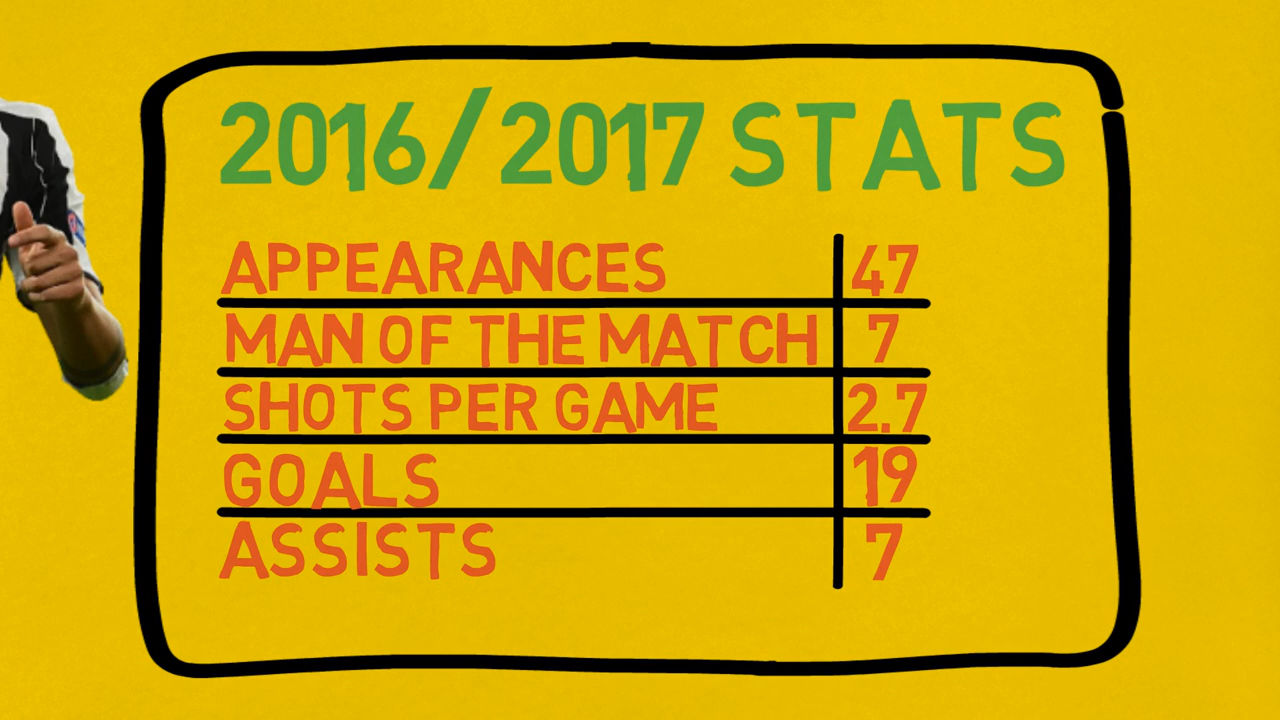 2016/2017 STATS
APPEARANCES 47
MAN OF THE MATCH 7
SHOTS PER GAME 2.7
GOALS 19
ASSISTS 7